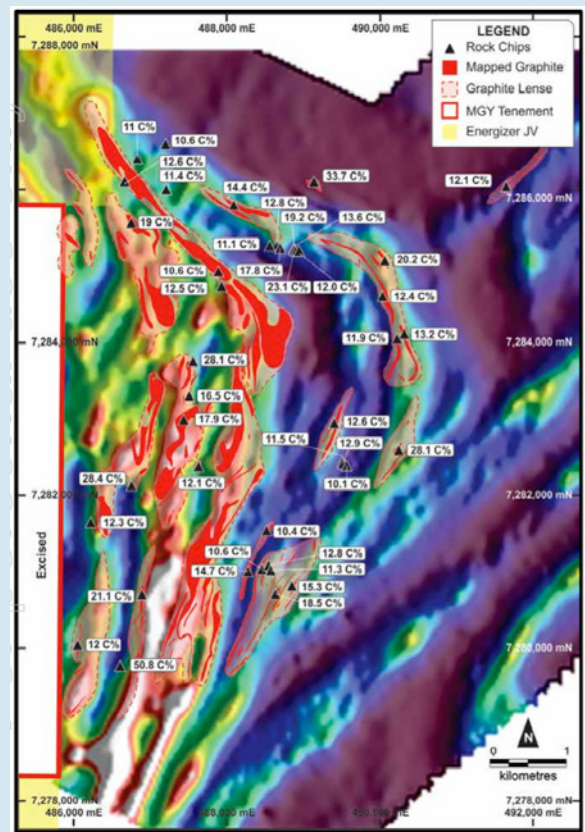 486,000 mE
488,000 mE
490,000 mE
7,288,000 mN
LEGEND
Rock Chips
Mapped Graphite
Graphite Lense
MGY Tenement
Energizer JV
10.6 C%
11 C%
12.6 C%
11.4 C%
33.7 C%
12.1 C%
7,286,000 mN
14.4 C%
12.8 C%
19 C%
19.2 C%
13.6 C%
11.1 C%
20.2 C%
10.6 C%
17.8 C%
12.5 C%
23.1 C%
12.0 C%
12.4 C%
11.9 C%
13.2 C%
7,284,000 mN
7,284,000 mN
28.1 C%
16.5 C%
17.9 C%
12.6 C%
11.5 C%
12.9 C%
28.1 C%
12.1 C%
10.1 C%
28.4 C%
7,282,000 mN
7,282,000 mN
12.3 C%
10.4 C%
10.6 C%
12.8 C%
14.7 C%
11.3 C%
15.3 C%
21.1 C%
18.5 C%
Excised
12 C%
7,280,000 mN
50.8 C%
N
0
1
kilometres
7,278,000 mN
7,278,000 mN
486,000 mE
488,000 mE
490,000 mE
492,000 mE